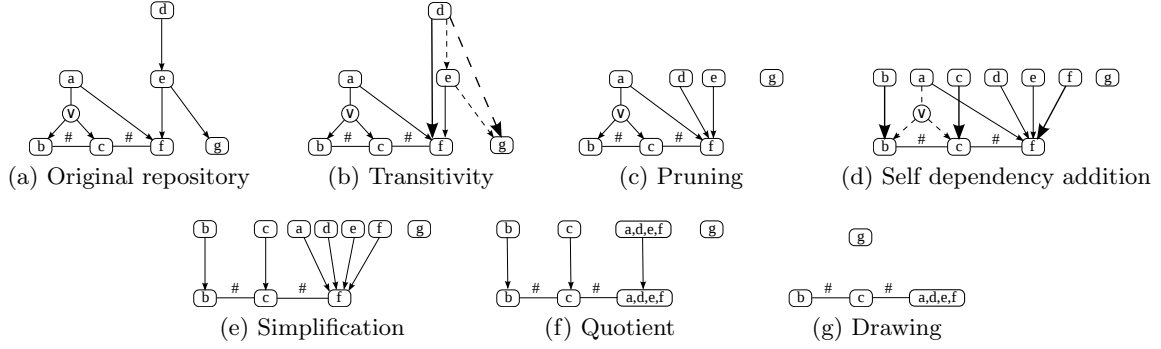 d d
a e a e a d e g b a c d e f g
∨ ∨ ∨ ∨
# # # # # # # #
b c f g b c f g b c f b c f
(a) Original repository (b) Transitivity (c) Pruning (d) Self dependency addition
b c a d e f g b c a,d,e,f g g
# # # # # #
b c f b c a,d,e,f b c a,d,e,f
(e) Simplification (f) Quotient (g) Drawing